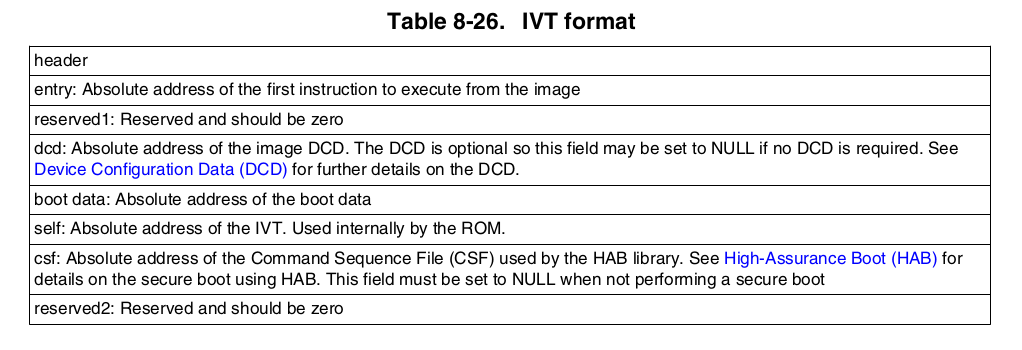 Table 8-26. IVT format
header
entry: Absolute address of the first instruction to execute from the image
reserved1: Reserved and should be zero
dcd: Absolute address of the image DCD. The DCD is optional so this field may be set to NULL if no DCD is required. See
Device Configuration Data (DCD) for further details on the DCD.
boot data: Absolute address of the boot data
self: Absolute address of the IVT. Used internally by the ROM.
csf: Absolute address of the Command Sequence File (CSF) used by the HAB library. See High-Assurance Boot (HAB) for
details on the secure boot using HAB. This field must be set to NULL when not performing a secure boot
reserved2: Reserved and should be zero